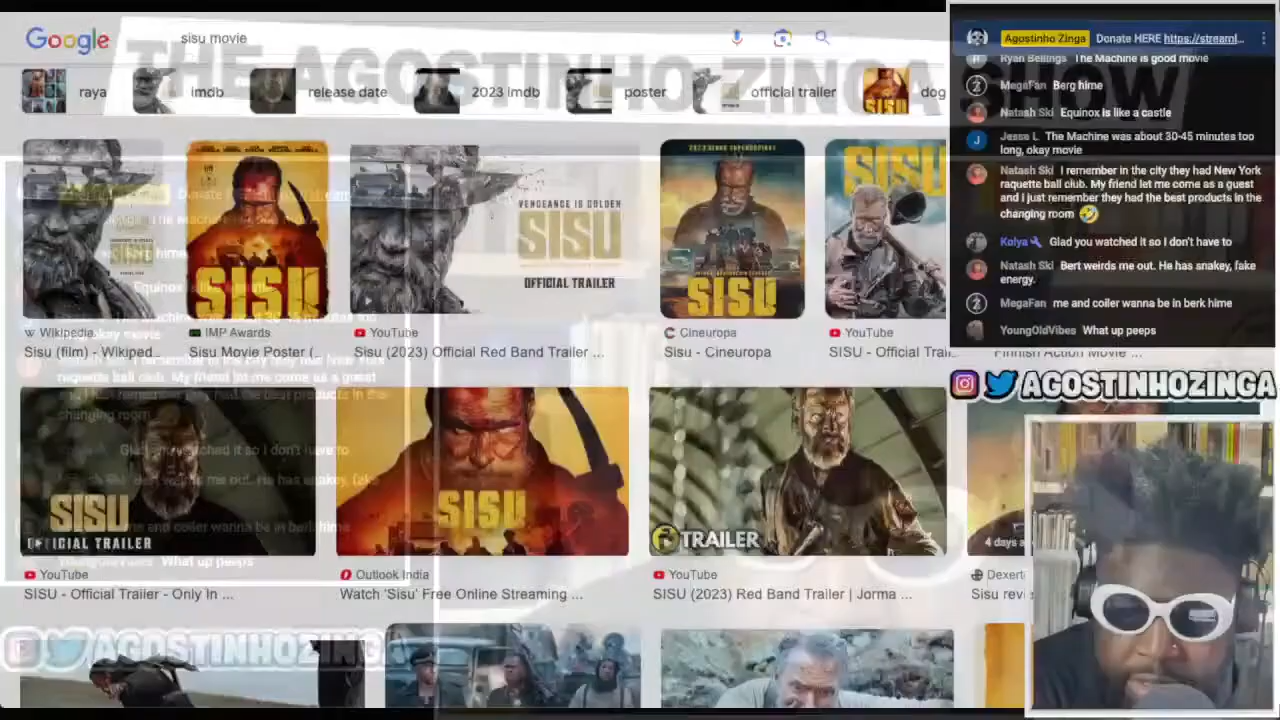 THE AGOSTINHO ZINGA SHOW
Google
sisu movie
raya
imdb
release date
2023 imdb
poster
official trailer
dog
SISU
VENGEANCE IS GOLDEN
SISU
OFFICIAL TRAILER
SISU
SISU
Wikipedia
Sisu (film) - Wikiped...
IMP Awards
Sisu Movie Poster (
YouTube
Sisu (2023) Official Red Band Trailer ...
Cineuropa
Sisu - Cineuropa
YouTube
SISU - Official Trail...
Finnish Action Movie ...
SISU
OFFICIAL TRAILER
SISU
TRAILER
4 days a
YouTube
SISU - Official Trailer - Only In ...
Outlook India
Watch 'Sisu' Free Online Streaming ...
YouTube
SISU (2023) Red Band Trailer | Jorma ...
Dexert
Sisu revi
Agostinho Zinga Donate HERE https://streaml...
Ryan Bellings The Machine is good movie
MegaFan Berg hime
Natash Ski Equinox is like a castle
Jesse L The Machine was about 30-45 minutes too
long, okay movie
Natash Ski I remember in the city they had New York
raquette ball club. My friend let me come as a guest
and I just remember they had the best products in the
changing room 🤣
Kolya Glad you watched it so I don't have to
Natash Ski Bert weirds me out. He has snakey, fake
energy.
MegaFan me and coiler wanna be in berk hime
YoungOldVibes What up peeps
AGOSTINHOZINGA
AGOSTINHOZINGA